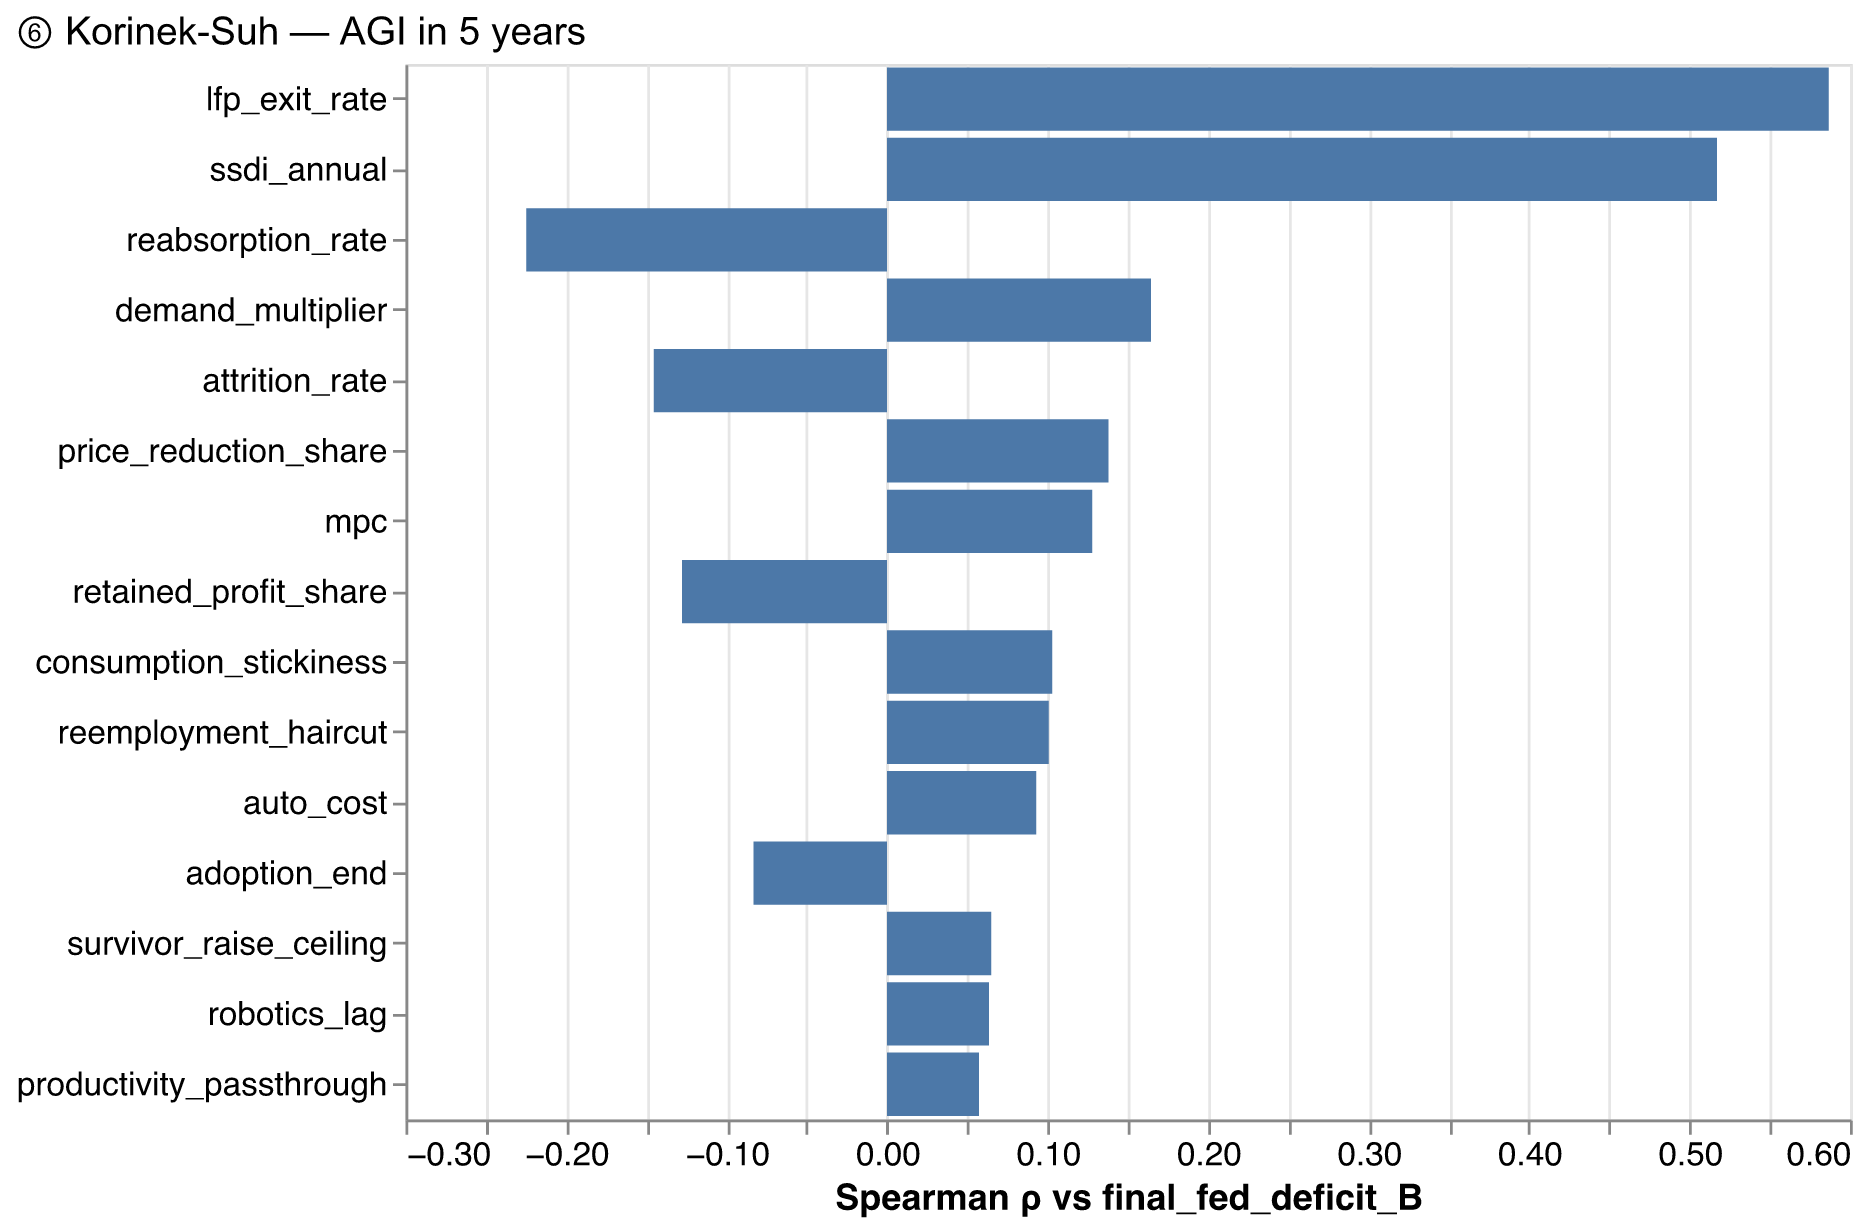 ⑥ Korinek-Suh — AGI in 5 years
lfp_exit_rate
ssdi_annual
reabsorption_rate
demand_multiplier
attrition_rate
price_reduction_share
mpc
retained_profit_share
consumption_stickiness
reemployment_haircut
auto_cost
adoption_end
survivor_raise_ceiling
robotics_lag
productivity_passthrough
−0.30 −0.20 −0.10 0.00 0.10 0.20 0.30 0.40 0.50 0.60
Spearman ρ vs final_fed_deficit_B